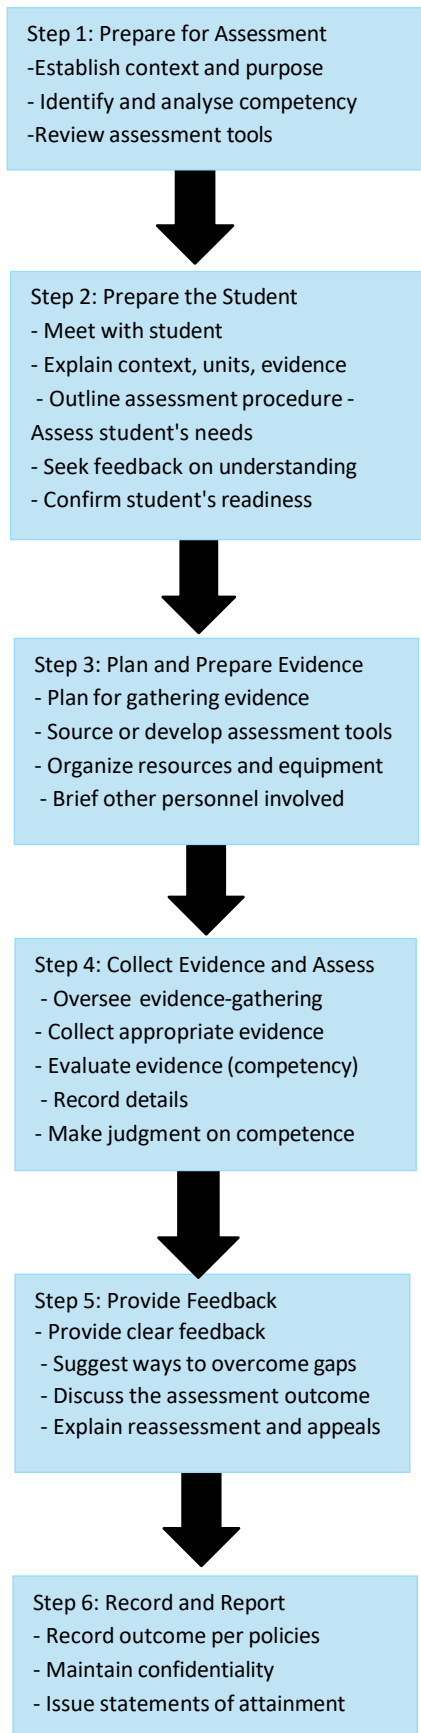 Step 1: Prepare for Assessment
-Establish context and purpose
- Identify and analyse competency
-Review assessment tools
Step 2: Prepare the Student
- Meet with student
- Explain context, units, evidence
- Outline assessment procedure -
Assess student's needs
- Seek feedback on understanding
- Confirm student's readiness
Step 3: Plan and Prepare Evidence
- Plan for gathering evidence
- Source or develop assessment tools
- Organize resources and equipment
- Brief other personnel involved
Step 4: Collect Evidence and Assess
- Oversee evidence-gathering
- Collect appropriate evidence
- Evaluate evidence (competency)
- Record details
- Make judgment on competence
Step 5: Provide Feedback
- Provide clear feedback
- Suggest ways to overcome gaps
- Discuss the assessment outcome
- Explain reassessment and appeals
Step 6: Record and Report
- Record outcome per policies
- Maintain confidentiality
- Issue statements of attainment